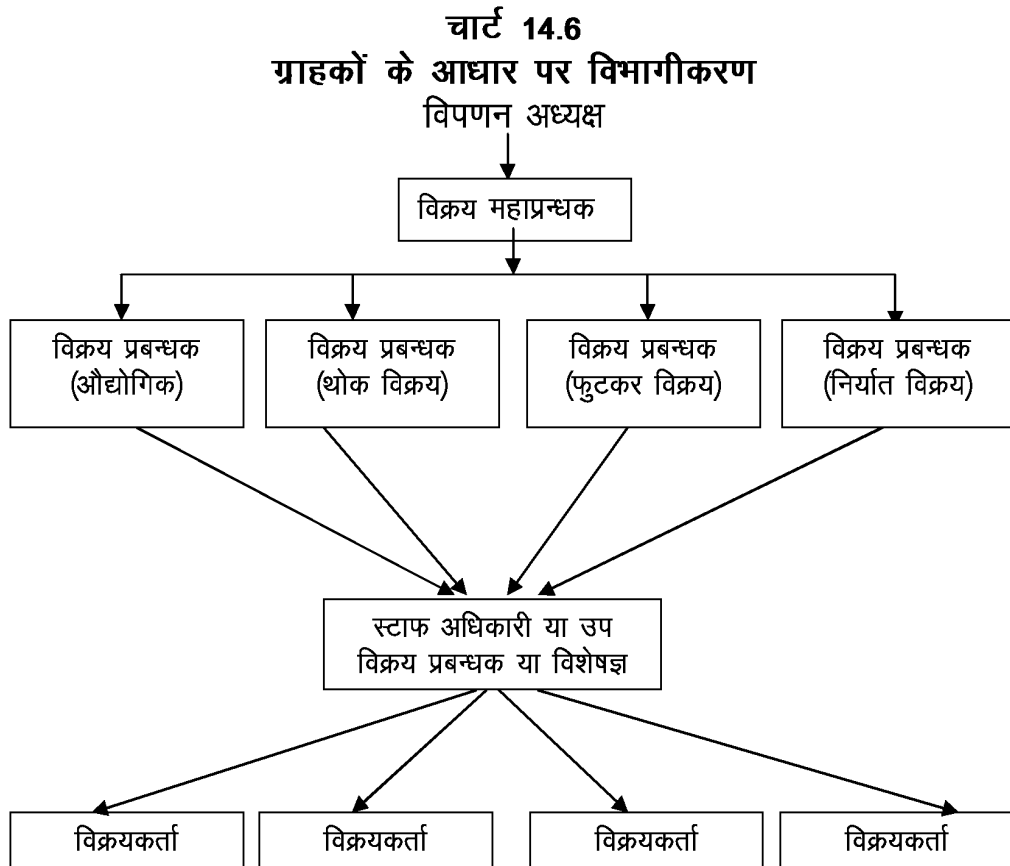 चार्ट 14.6
ग्राहकों के आधार पर विभागीकरण
विपणन अध्यक्ष
विक्रय महाप्रन्धक
विक्रय प्रबन्धक
(औद्योगिक)
विक्रय प्रबन्धक
(थोक विक्रय)
विक्रय प्रबन्धक
(फुटकर विक्रय)
विक्रय प्रबन्धक
(निर्यात विक्रय)
स्टाफ अधिकारी या उप
विक्रय प्रबन्धक या विशेषज्ञ
विक्रयकर्ता
विक्रयकर्ता
विक्रयकर्ता
विक्रयकर्ता